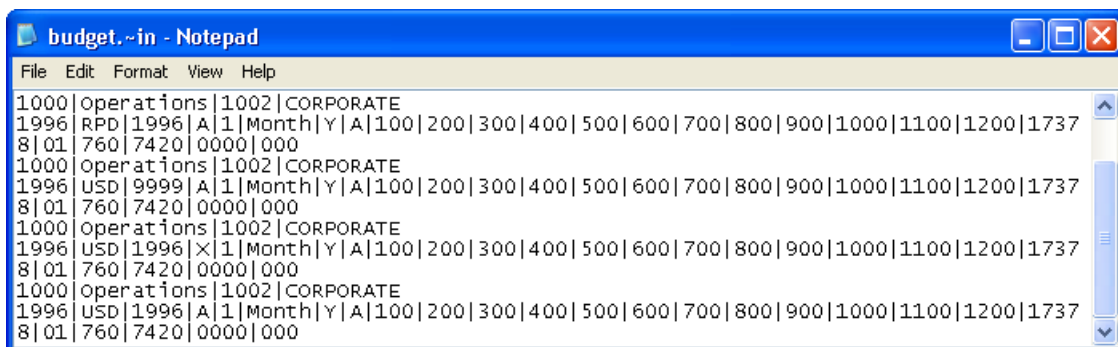 budget.~in - Notepad
File Edit Format View Help
1000|Operations|1002|CORPORATE
1996|RPD|1996|A|1|Month|Y|A|100|200|300|400|500|600|700|800|900|1000|1100|1200|1737
8|01|760|7420|0000|000
1000|Operations|1002|CORPORATE
1996|USD|9999|A|1|Month|Y|A|100|200|300|400|500|600|700|800|900|1000|1100|1200|1737
8|01|760|7420|0000|000
1000|Operations|1002|CORPORATE
1996|USD|1996|X|1|Month|Y|A|100|200|300|400|500|600|700|800|900|1000|1100|1200|1737
8|01|760|7420|0000|000
1000|Operations|1002|CORPORATE
1996|USD|1996|A|1|Month|Y|A|100|200|300|400|500|600|700|800|900|1000|1100|1200|1737
8|01|760|7420|0000|000